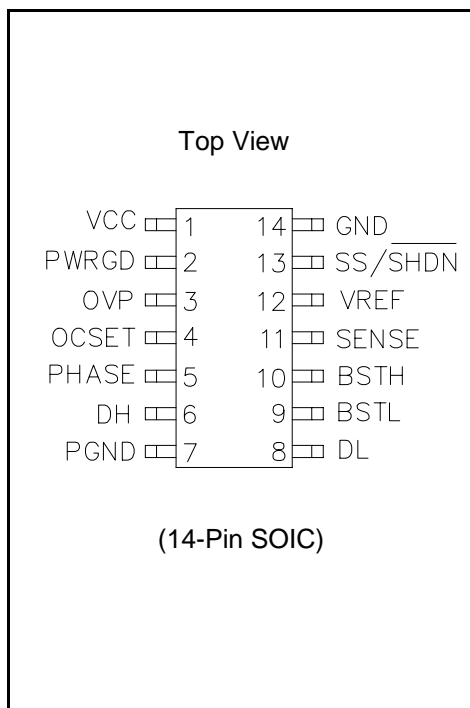 Top View
VCC 1 14 GND
PWRGD 2 13 SS/SHDN
OVP 3 12 VREF
OCSET 4 11 SENSE
PHASE 5 10 BSTH
DH 6 9 BSTL
PGND 7 8 DL
(14-Pin SOIC)